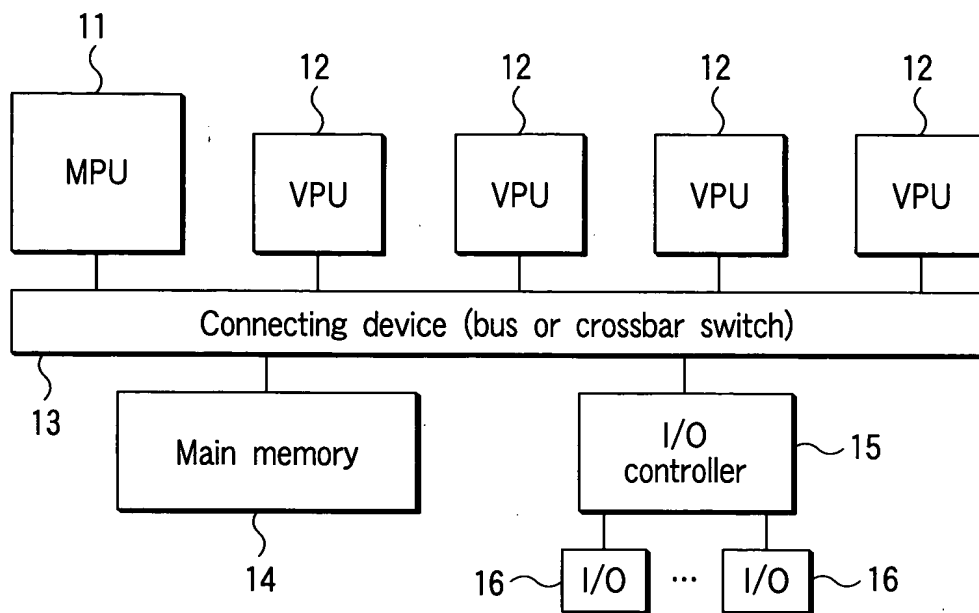 11
12
12
12
12
MPU
VPU
VPU
VPU
VPU
Connecting device (bus or crossbar switch)
13
Main memory
I/O
controller
15
14
16
I/O
...
I/O
16